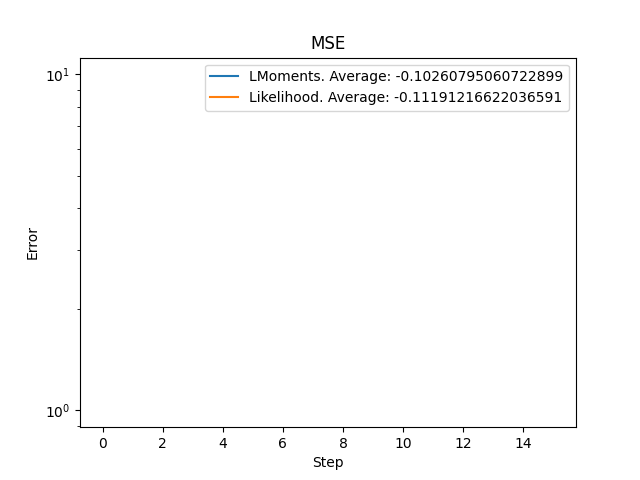 MSE
LMoments. Average: -0.10260795060722899
Likelihood. Average: -0.11191216622036591
10¹
10⁰
Error
0 2 4 6 8 10 12 14
Step